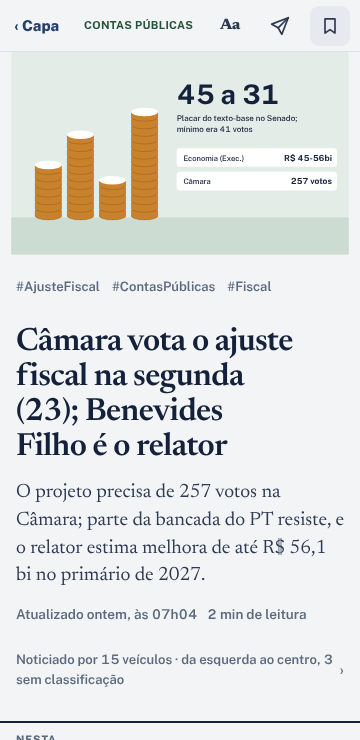 ‹ Capa
CONTAS PÚBLICAS
Aa
45 a 31
Placar do texto-base no Senado;
mínimo era 41 votos
Economia (Exec.) R$ 45-56bi
Câmara 257 votos
#AjusteFiscal #ContasPúblicas #Fiscal
Câmara vota o ajuste
fiscal na segunda
(23); Benevides
Filho é o relator
O projeto precisa de 257 votos na
Câmara; parte da bancada do PT resiste, e
o relator estima melhora de até R$ 56,1
bi no primário de 2027.
Atualizado ontem, às 07h04 2 min de leitura
Noticiado por 15 veículos · da esquerda ao centro, 3 ›
sem classificação
NESTA